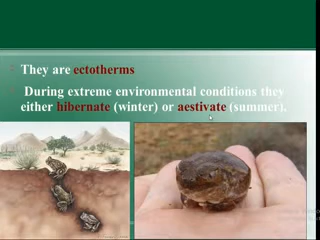 They are ectotherms
During extreme environmental conditions they
either hibernate (winter) or aestivate (summer).